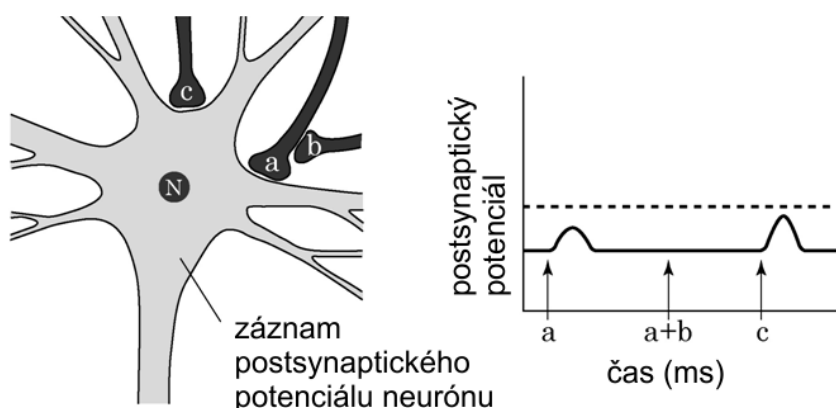 c
b
a
N
záznam
postsynaptického
potenciálu neurónu
postsynaptický
potenciál
a
a+b
c
čas (ms)